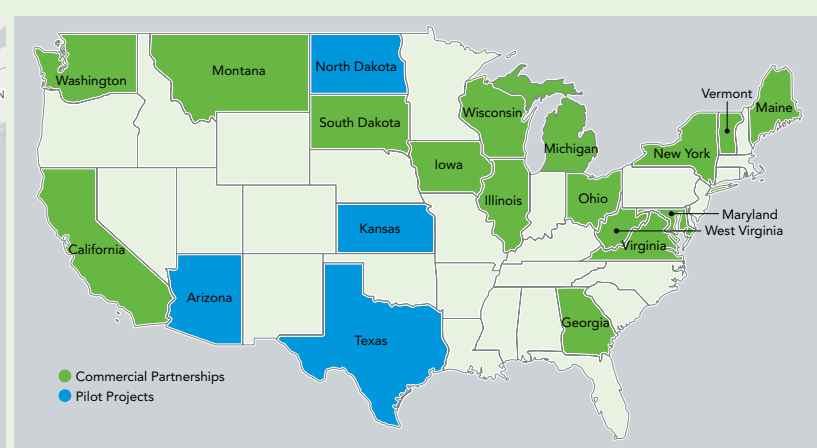 Washington
Montana
North Dakota
South Dakota
Wisconsin
Michigan
Vermont
Maine
New York
Iowa
Illinois
Ohio
Maryland
West Virginia
Virginia
Kansas
California
Arizona
Texas
Georgia
Commercial Partnerships
Pilot Projects